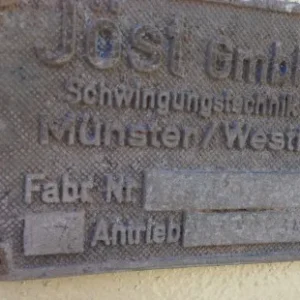 Jöst GmbH
Schwingungstechnik
Münster/Westf
Fabr Nr
Antrieb